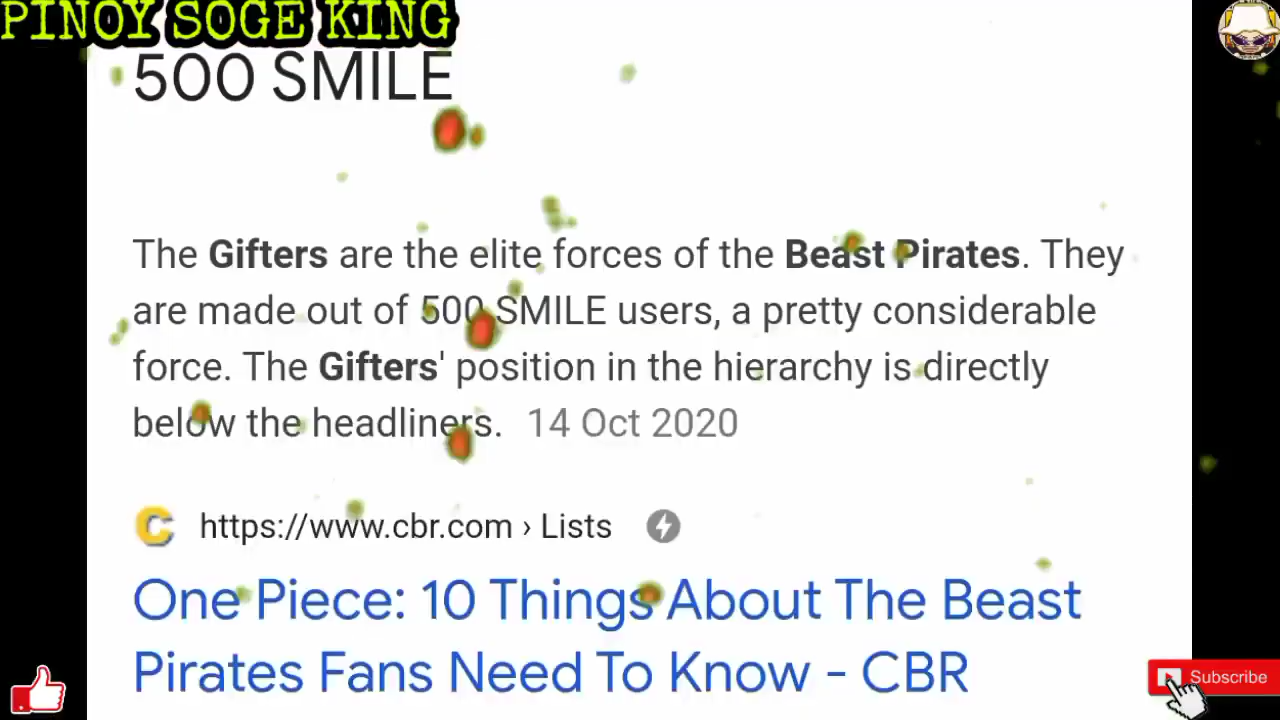 PINOY SOGE KING
500 SMILE
The Gifters are the elite forces of the Beast Pirates. They
are made out of 500 SMILE users, a pretty considerable
force. The Gifters' position in the hierarchy is directly
below the headliners. 14 Oct 2020
https://www.cbr.com › Lists
One Piece: 10 Things About The Beast
Pirates Fans Need To Know - CBR
Subscribe